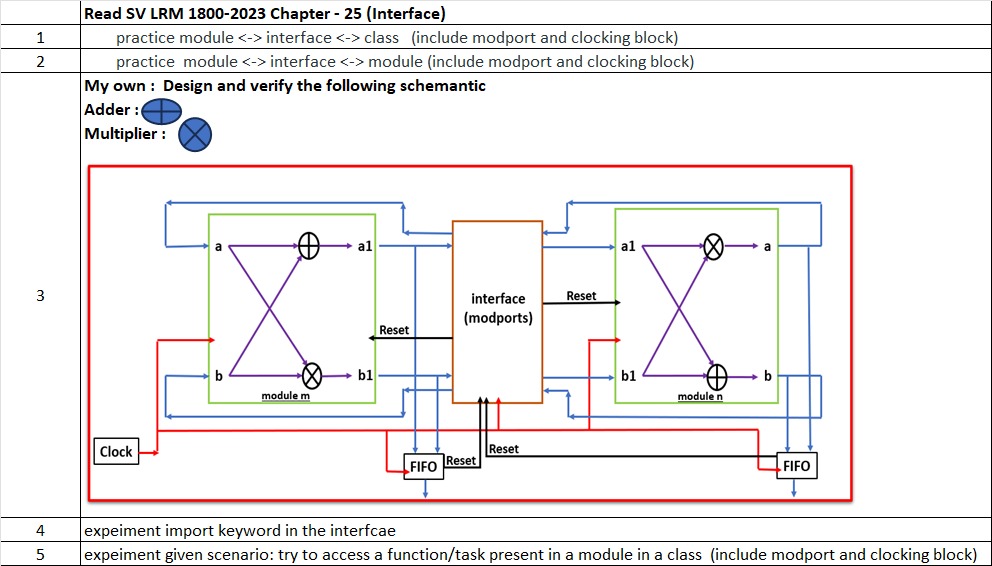 Read SV LRM 1800-2023 Chapter - 25 (Interface)
1 practice module <-> interface <-> class (include modport and clocking block)
2 practice module <-> interface <-> module (include modport and clocking block)
My own : Design and verify the following schemantic
Adder :
Multiplier :
3
a a1
b b1
module m
Reset
interface
(modports)
Reset
a1 a
b1 b
module n
Clock
FIFO
Reset
Reset
FIFO
4 expeiment import keyword in the interfcae
5 expeiment given scenario: try to access a function/task present in a module in a class (include modport and clocking block)